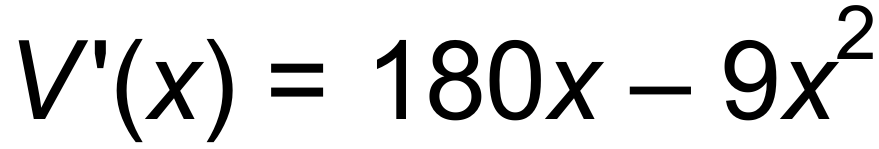 V'(x) = 180x – 9x²